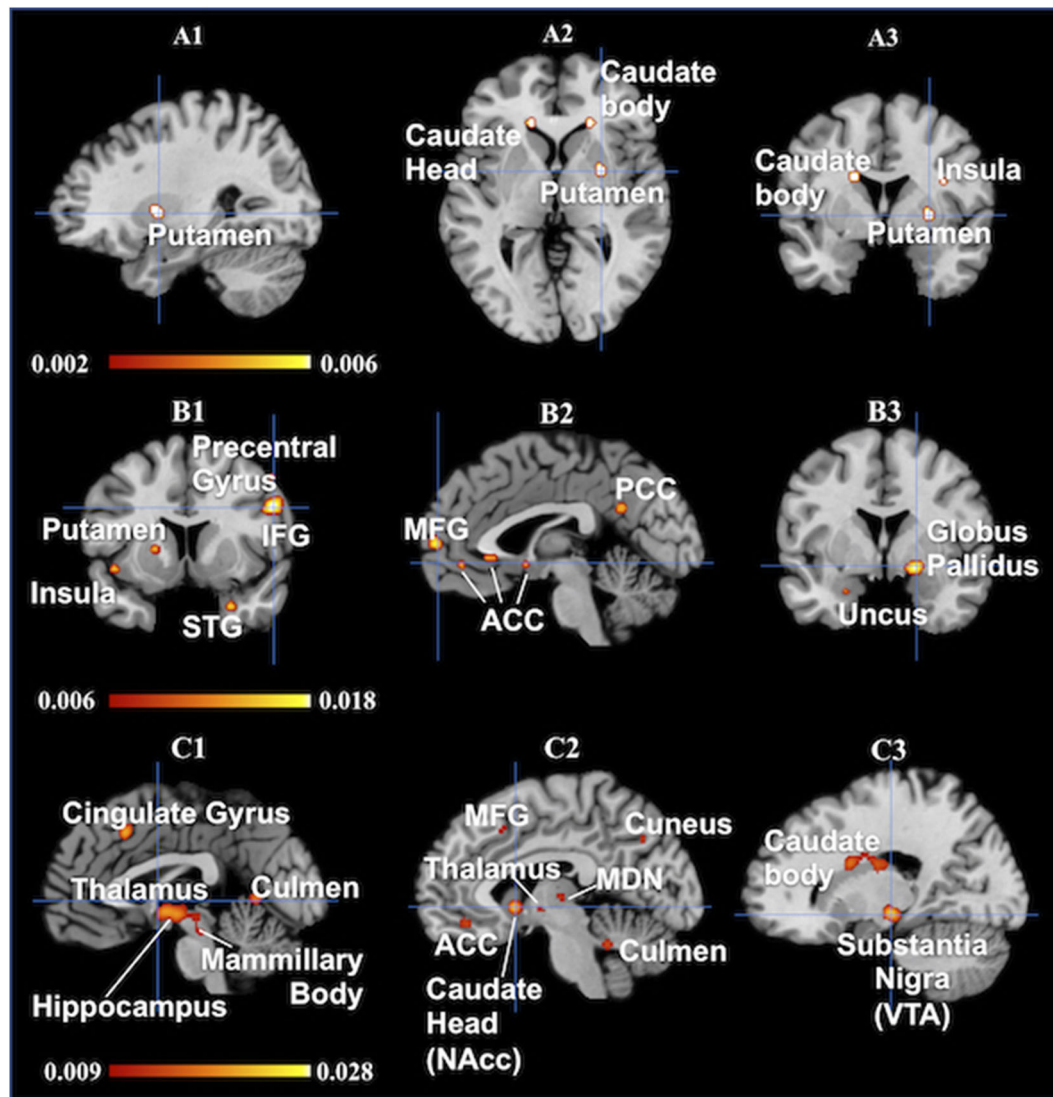 A1
A2
A3
Putamen
Caudate
body
Caudate
Head
Putamen
Caudate
body
Insula
Putamen
0.002
0.006
B1
B2
B3
Precentral
Gyrus
Putamen
IFG
Insula
STG
PCC
MFG
ACC
Globus
Pallidus
Uncus
0.006
0.018
C1
C2
C3
Cingulate Gyrus
Thalamus
Culmen
Mammillary
Body
Hippocampus
MFG
Cuneus
Thalamus
MDN
ACC
Culmen
Caudate
Head
(NAcc)
Caudate
body
Substantia
Nigra
(VTA)
0.009
0.028